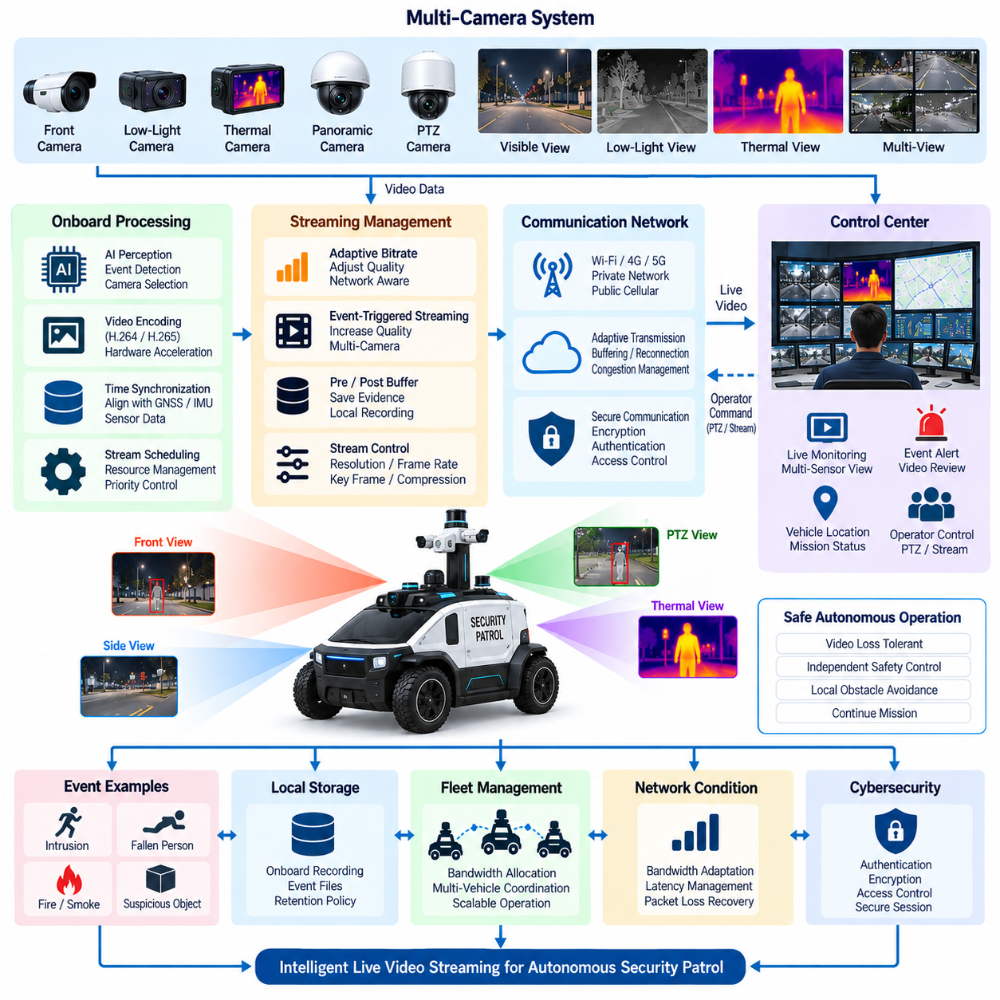 Multi-Camera System
Front
Camera
Low-Light
Camera
Thermal
Camera
Panoramic
Camera
PTZ
Camera
Visible View
Low-Light View
Thermal View
Multi-View
Video Data
Onboard Processing
AI
AI Perception
Event Detection
Camera Selection
Video Encoding
(H.264 / H.265)
Hardware Acceleration
Time Synchronization
Align with GNSS / IMU
Sensor Data
Stream Scheduling
Resource Management
Priority Control
Streaming Management
Adaptive Bitrate
Adjust Quality
Network Aware
Event-Triggered Streaming
Increase Quality
Multi-Camera
Pre / Post Buffer
Save Evidence
Local Recording
Stream Control
Resolution / Frame Rate
Key Frame / Compression
Communication Network
Wi-Fi / 4G / 5G
Private Network
Public Cellular
Adaptive Transmission
Buffering / Reconnection
Congestion Management
Secure Communication
Encryption
Authentication
Access Control
Live
Video
Operator
Command
(PTZ / Stream)
Control Center
Live Monitoring
Multi-Sensor View
Event Alert
Video Review
Vehicle Location
Mission Status
Operator Control
PTZ / Stream
Front View
Side View
PTZ View
Thermal View
SECURITY
PATROL
Safe Autonomous Operation
Video Loss Tolerant
Independent Safety Control
Local Obstacle Avoidance
Continue Mission
Event Examples
Intrusion
Fallen Person
Fire / Smoke
Suspicious Object
Local Storage
Onboard Recording
Event Files
Retention Policy
Fleet Management
Bandwidth Allocation
Multi-Vehicle Coordination
Scalable Operation
Network Condition
Bandwidth Adaptation
Latency Management
Packet Loss Recovery
Cybersecurity
Authentication
Encryption
Access Control
Secure Session
Intelligent Live Video Streaming for Autonomous Security Patrol